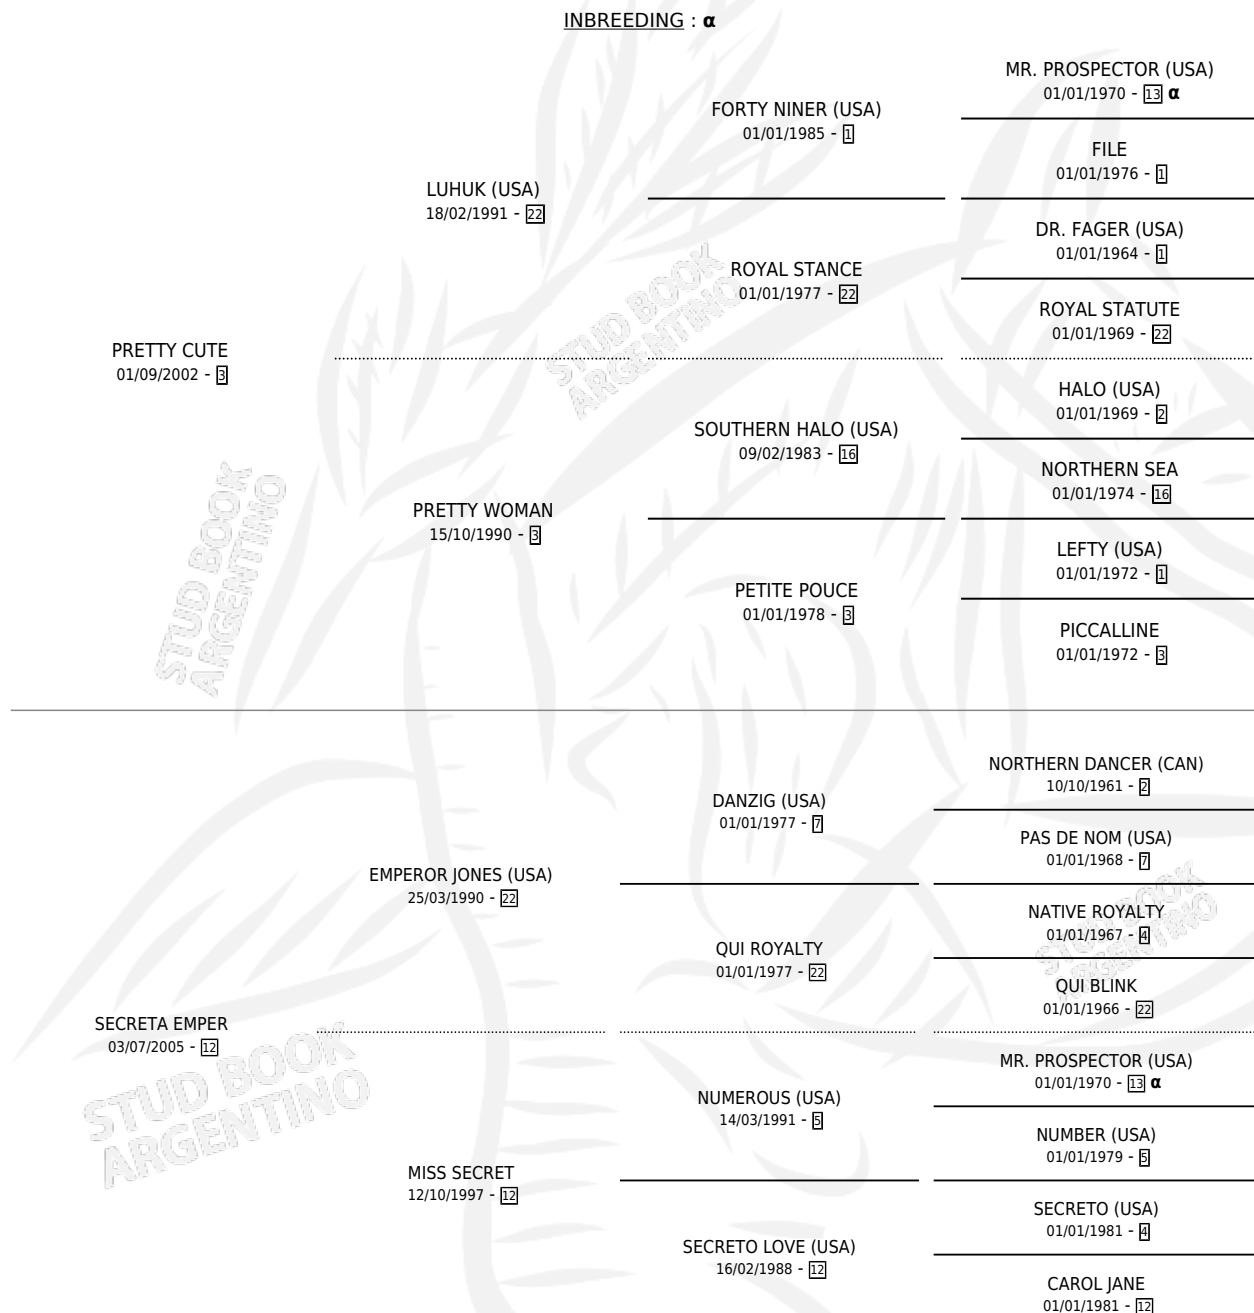 INBREEDING : α
MR. PROSPECTOR (USA)
01/01/1970 - 13 α
FORTY NINER (USA)
01/01/1985 - 1
FILE
01/01/1976 - 1
LUHUK (USA)
18/02/1991 - 22
DR. FAGER (USA)
01/01/1964 - 1
ROYAL STANCE
01/01/1977 - 22
ROYAL STATUTE
01/01/1969 - 22
PRETTY CUTE
01/09/2002 - 3
HALO (USA)
01/01/1969 - 2
SOUTHERN HALO (USA)
09/02/1983 - 16
NORTHERN SEA
01/01/1974 - 16
PRETTY WOMAN
15/10/1990 - 3
LEFTY (USA)
01/01/1972 - 1
PETITE POUCE
01/01/1978 - 3
PICCALLINE
01/01/1972 - 3
NORTHERN DANCER (CAN)
10/10/1961 - 2
DANZIG (USA)
01/01/1977 - 7
PAS DE NOM (USA)
01/01/1968 - 7
EMPEROR JONES (USA)
25/03/1990 - 22
NATIVE ROYALTY
01/01/1967 - 4
QUI ROYALTY
01/01/1977 - 22
QUI BLINK
01/01/1966 - 22
SECRETA EMPER
03/07/2005 - 12
MR. PROSPECTOR (USA)
01/01/1970 - 13 α
NUMEROUS (USA)
14/03/1991 - 5
NUMBER (USA)
01/01/1979 - 5
MISS SECRET
12/10/1997 - 12
SECRETO (USA)
01/01/1981 - 4
SECRETO LOVE (USA)
16/02/1988 - 12
CAROL JANE
01/01/1981 - 12
STUD BOOK
ARGENTINO
STUD BOOK
ARGENTINO
STUD BOOK
ARGENTINO
STUD BOOK
ARGENTINO